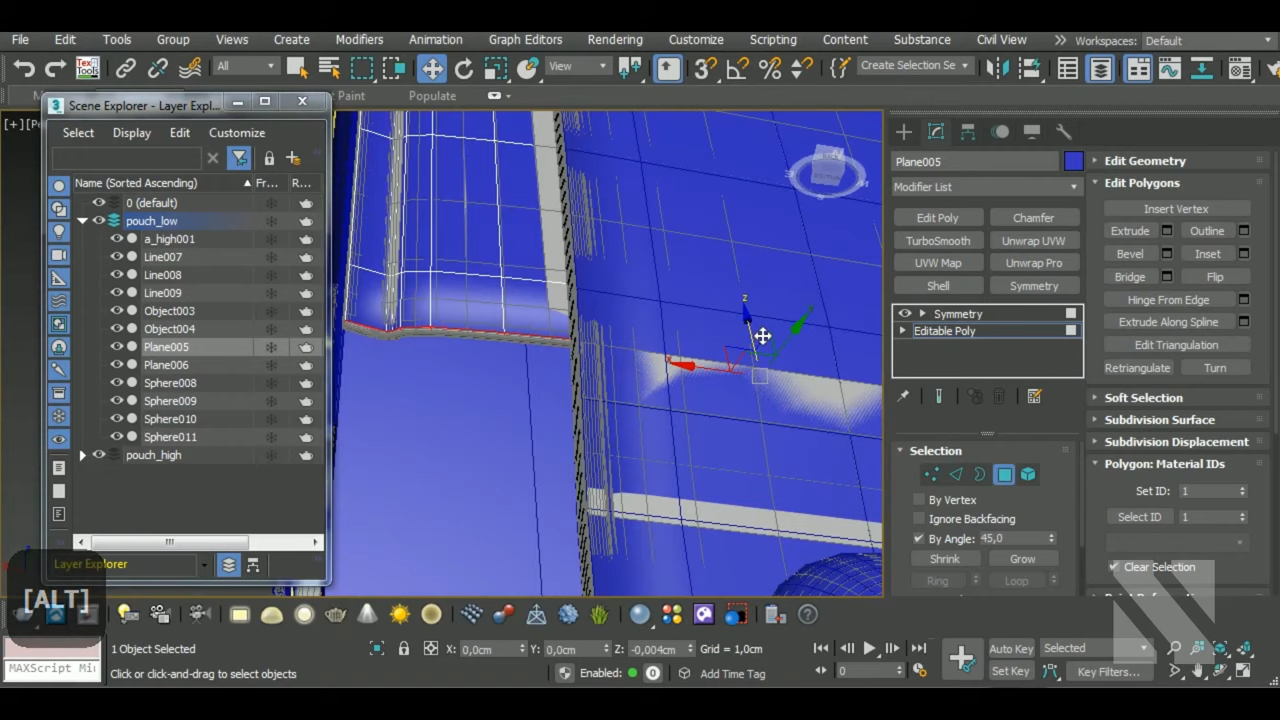 File Edit Tools Group Views Create Modifiers Animation Graph Editors Rendering Customize Scripting Content Substance Civil View Workspaces: Default
Tex Tools All View Create Selection Se
Paint Populate
Scene Explorer - Layer Expl...
Select Display Edit Customize
Name (Sorted Ascending) Fr... R...
0 (default)
pouch_low
a_high001
Line007
Line008
Line009
Object003
Object004
Plane005
Plane006
Sphere008
Sphere009
Sphere010
Sphere011
pouch_high
Layer Explorer
[ALT]
z
Plane005
Modifier List
Edit Poly Chamfer
TurboSmooth Unwrap UVW
UVW Map Unwrap Pro
Shell Symmetry
Symmetry
Editable Poly
Selection
By Vertex
Ignore Backfacing
By Angle: 45,0
Shrink Grow
Ring Loop
Edit Geometry
Edit Polygons
Insert Vertex
Extrude Outline
Bevel Inset
Bridge Flip
Hinge From Edge
Extrude Along Spline
Edit Triangulation
Retriangulate Turn
Soft Selection
Subdivision Surface
Subdivision Displacement
Polygon: Material IDs
Set ID: 1
Select ID 1
Clear Selection
1 Object Selected X: 0,0cm Y: 0,0cm Z: -0,004cm Grid = 1,0cm Auto Key Selected
MAXScript Mi Click or click-and-drag to select objects Enabled: 0 Add Time Tag 0 Set Key Key Filters...